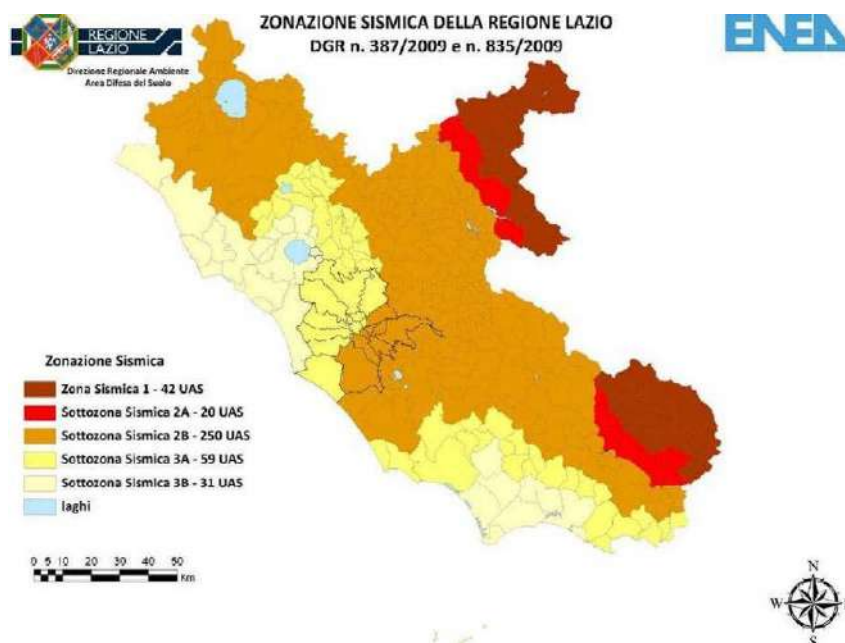 REGIONE
LAZIO
Direzione Regionale Ambiente
Area Difesa del Suolo
ZONAZIONE SISMICA DELLA REGIONE LAZIO
DGR n. 387/2009 e n. 835/2009
ENEA
Zonazione Sismica
Zona Sismica 1 - 42 UAS
Sottozona Sismica 2A - 20 UAS
Sottozona Sismica 2B - 250 UAS
Sottozona Sismica 3A - 59 UAS
Sottozona Sismica 3B - 31 UAS
laghi
0 5 10 20 30 40 50
Km
N
W
S